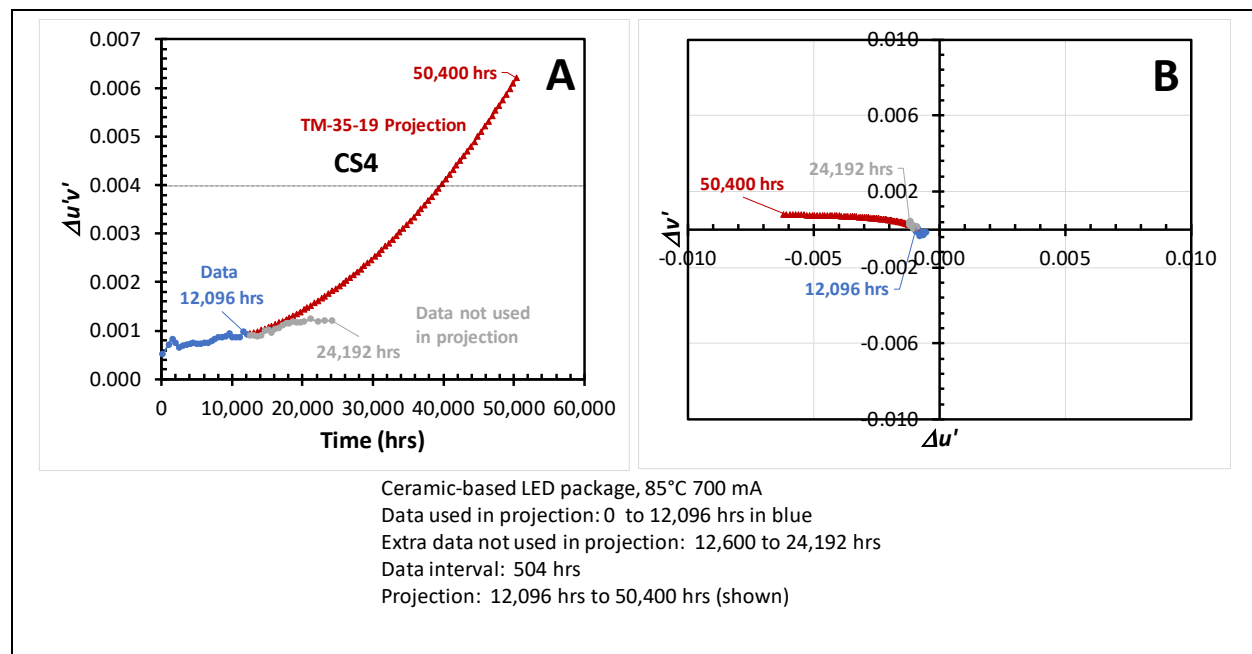 A
0.007
0.006
0.005
0.004
0.003
0.002
0.001
0.000
Δu'v'
50,400 hrs
TM-35-19 Projection
CS4
Data
12,096 hrs
Data not used
in projection
24,192 hrs
0
10,000
20,000
30,000
40,000
50,000
60,000
Time (hrs)
B
0.010
0.006
0.002
-0.002
-0.006
-0.010
Δv'
24,192 hrs
50,400 hrs
12,096 hrs
-0.010
-0.005
0.000
0.005
0.010
Δu'
Ceramic-based LED package, 85°C 700 mA
Data used in projection: 0 to 12,096 hrs in blue
Extra data not used in projection: 12,600 to 24,192 hrs
Data interval: 504 hrs
Projection: 12,096 hrs to 50,400 hrs (shown)